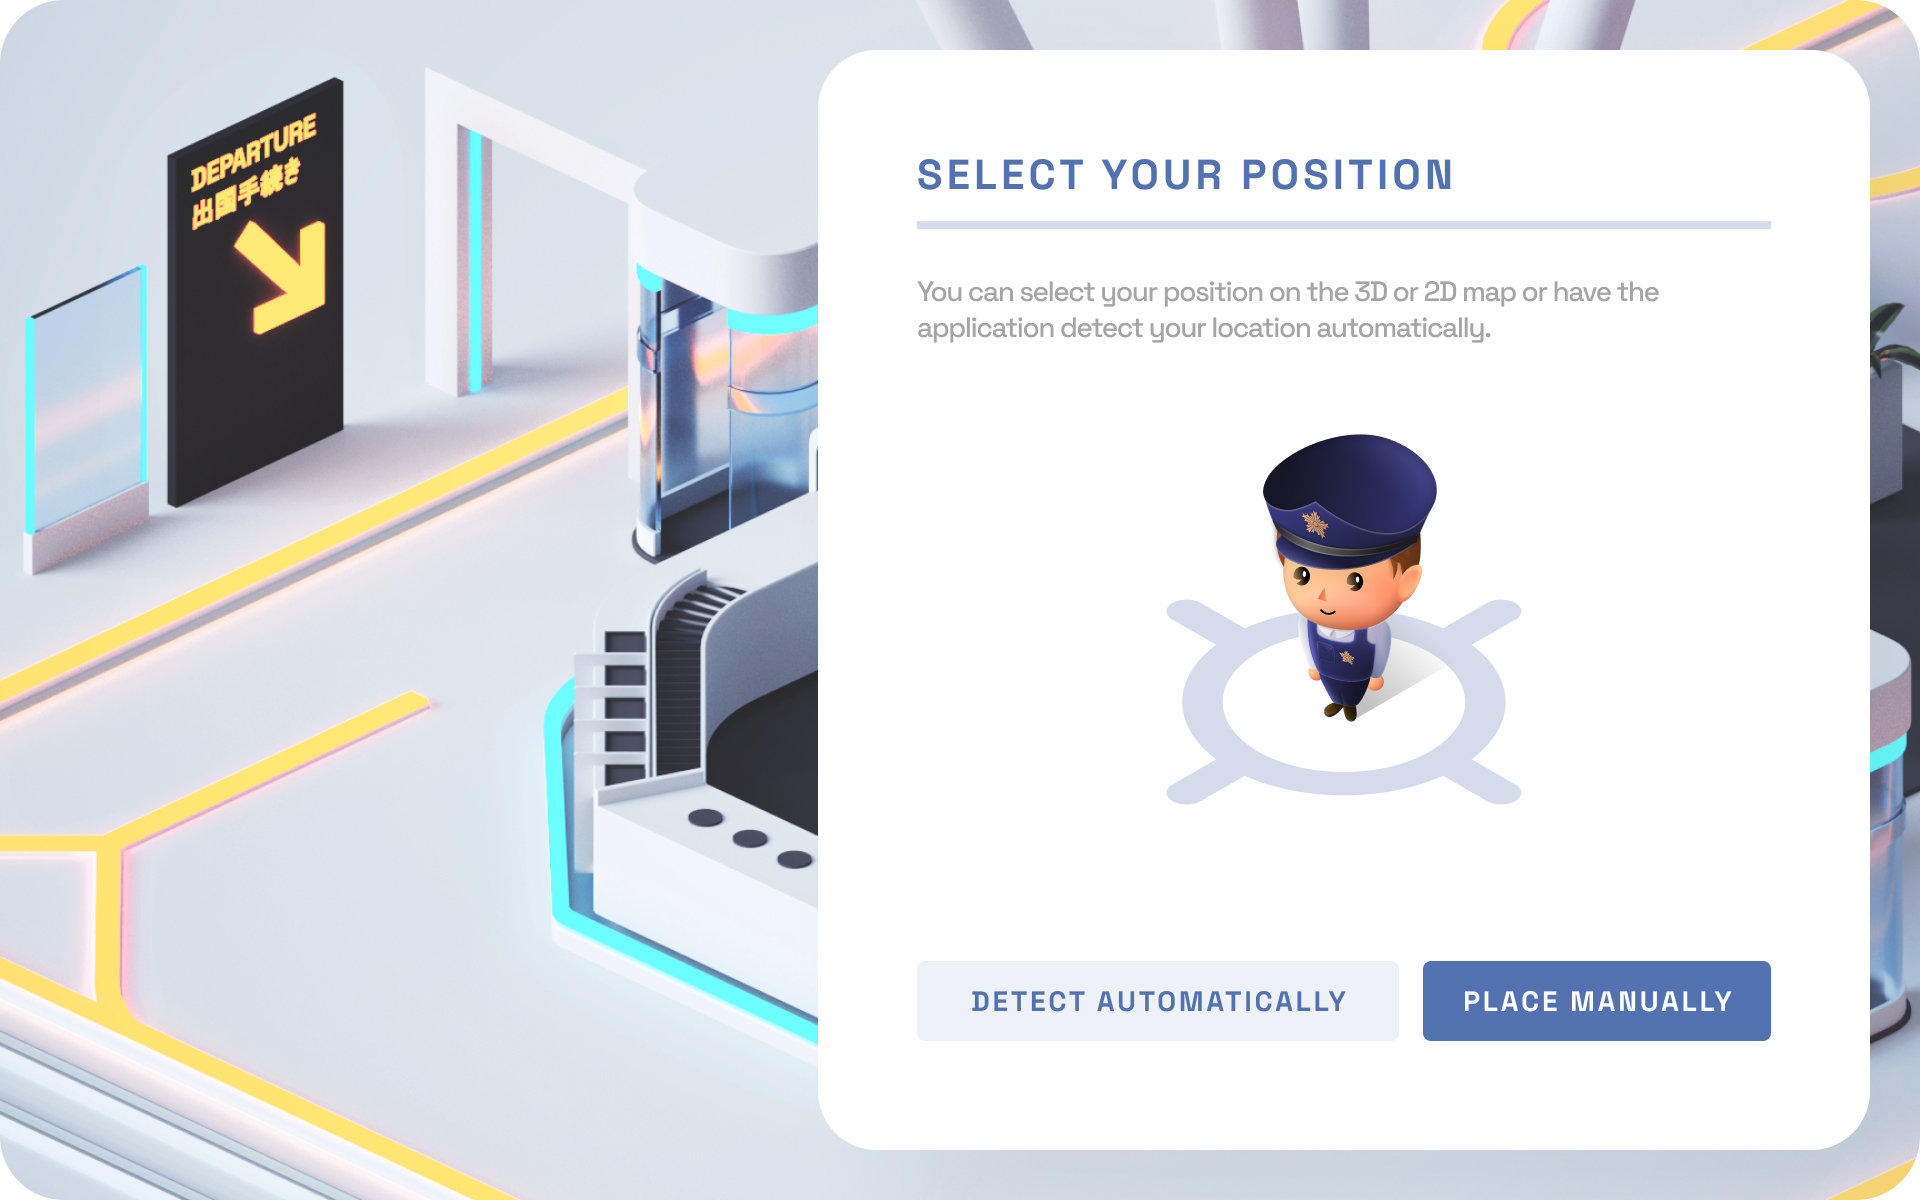 DEPARTURE
出国手続き
SELECT YOUR POSITION
You can select your position on the 3D or 2D map or have the
application detect your location automatically.
DETECT AUTOMATICALLY
PLACE MANUALLY